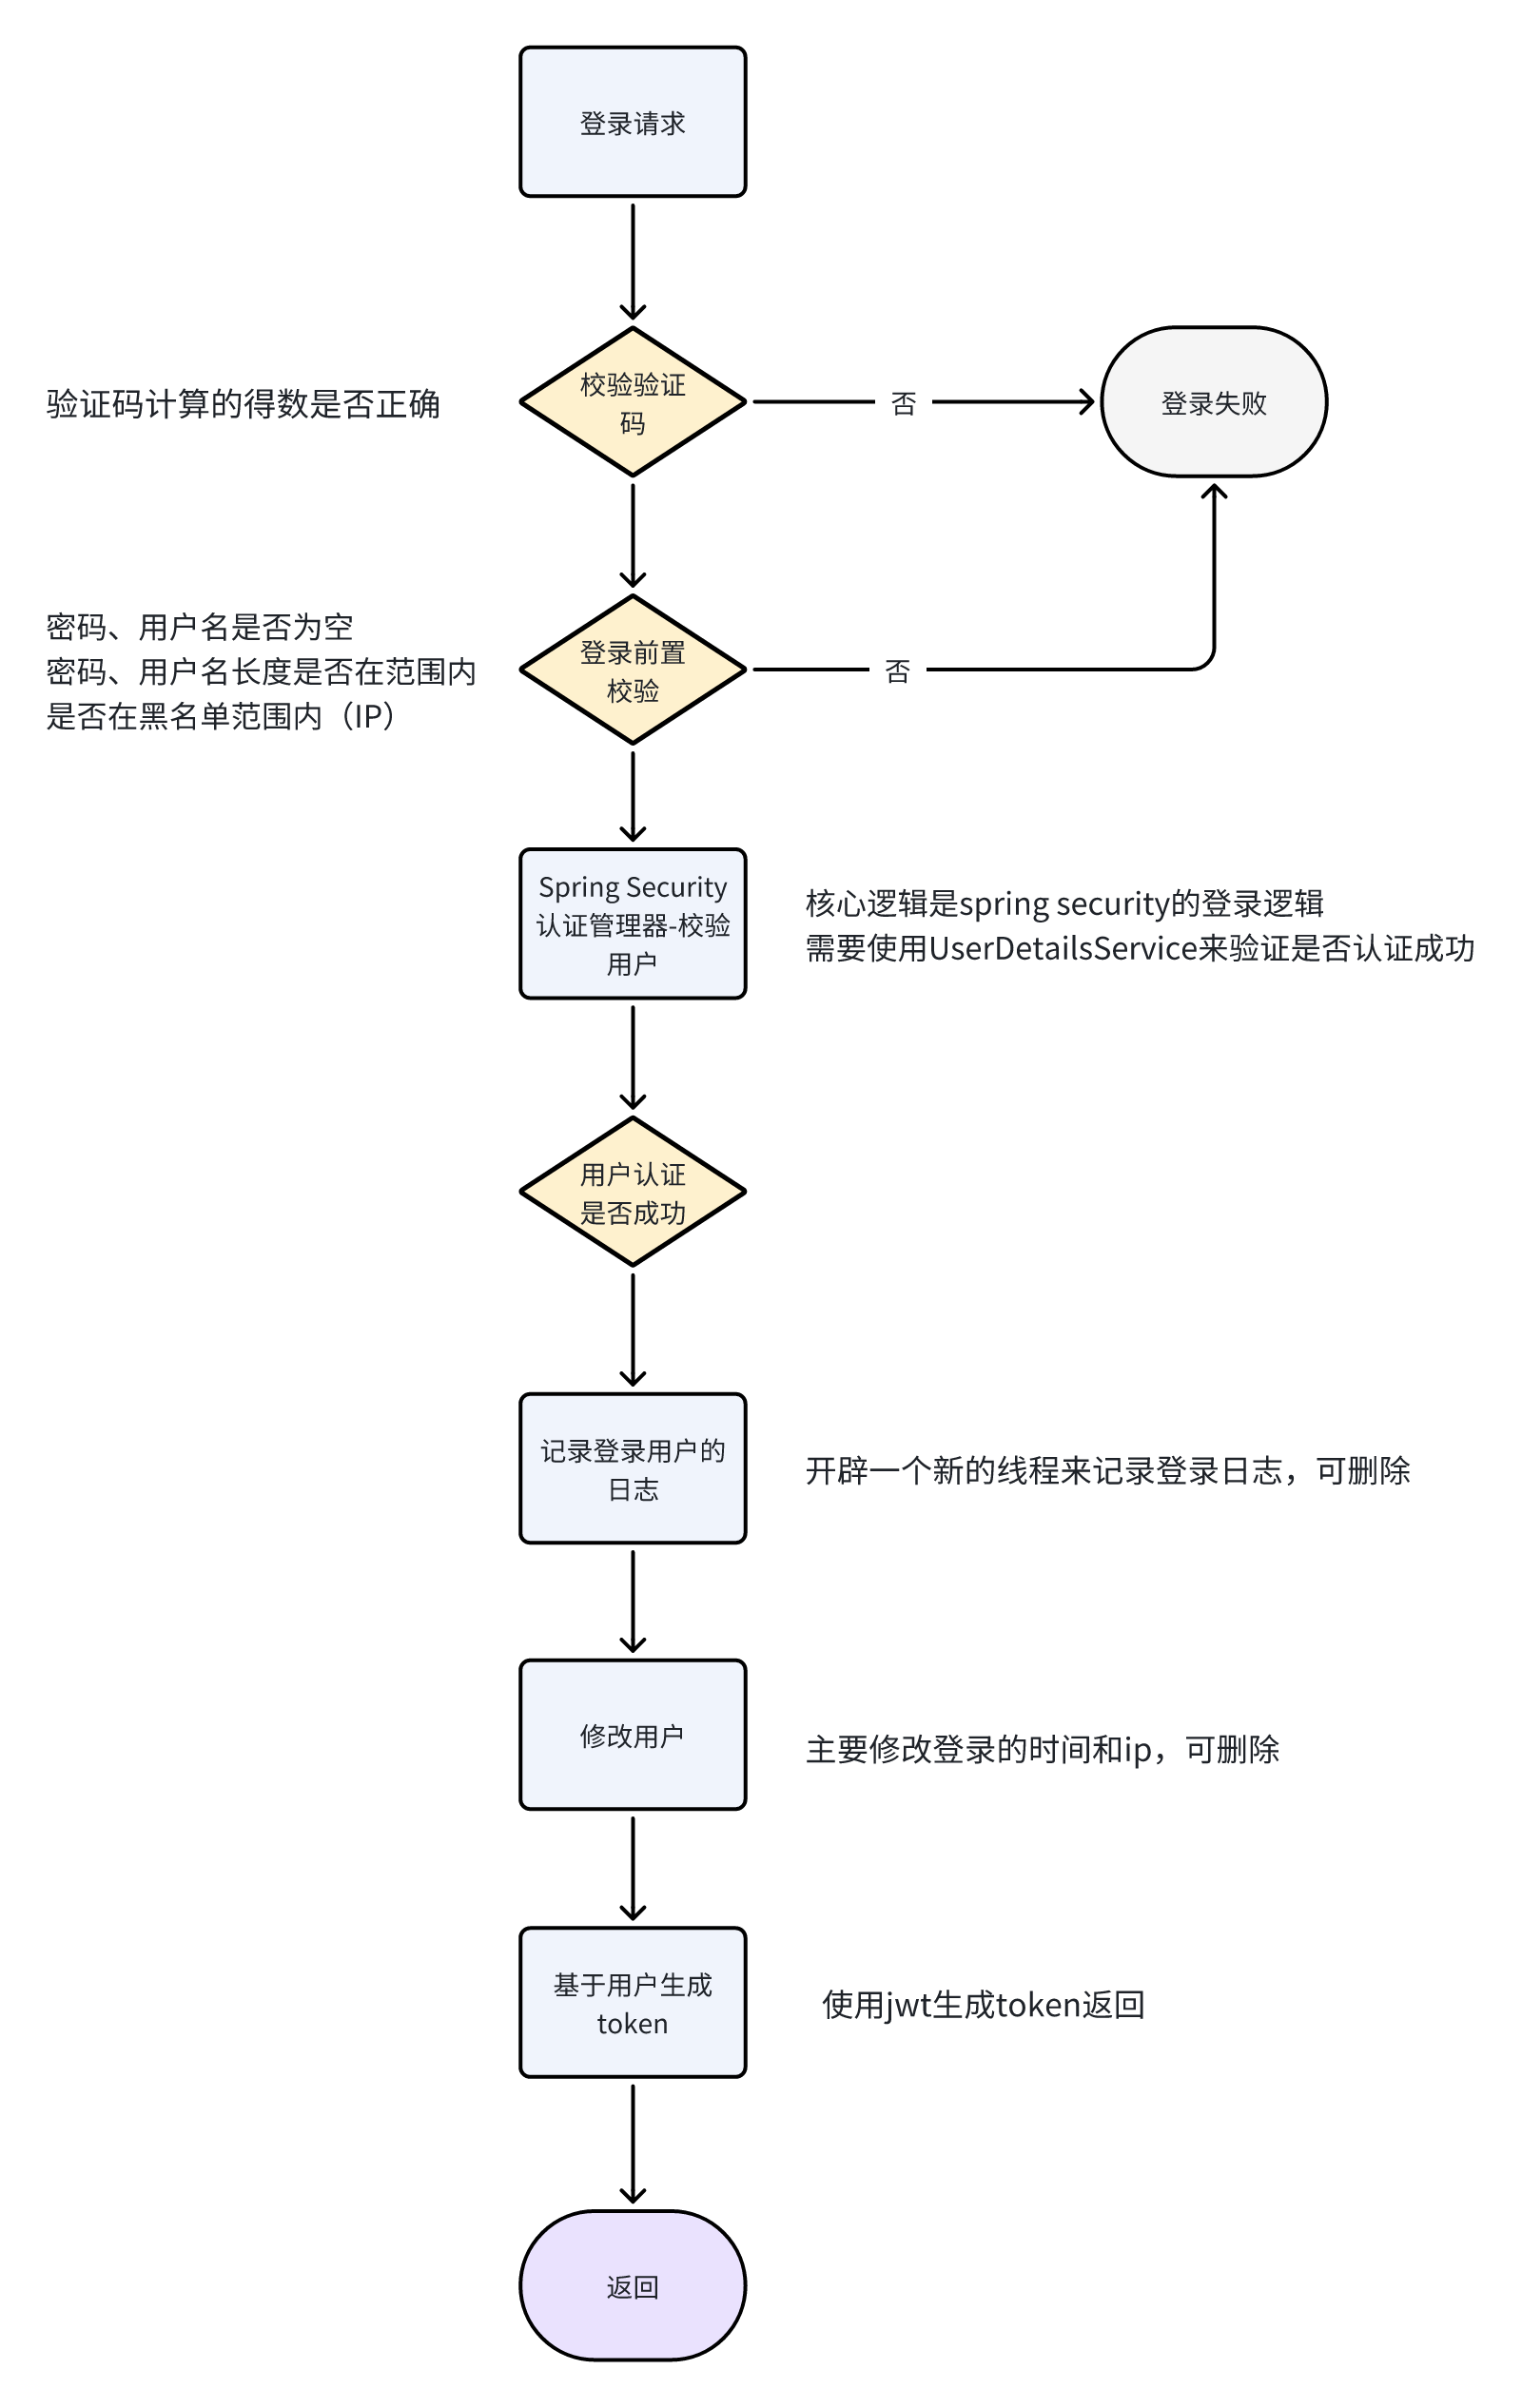 登录请求
验证码计算的得数是否正确
校验验证
码
否
登录失败
密码、用户名是否为空
密码、用户名长度是否在范围内
是否在黑名单范围内（IP）
登录前置
校验
否
Spring Security
认证管理器-校验
用户
核心逻辑是spring security的登录逻辑
需要使用UserDetailsService来验证是否认证成功
用户认证
是否成功
记录登录用户的
日志
开辟一个新的线程来记录登录日志，可删除
修改用户
主要修改登录的时间和ip，可删除
基于用户生成
token
使用jwt生成token返回
返回